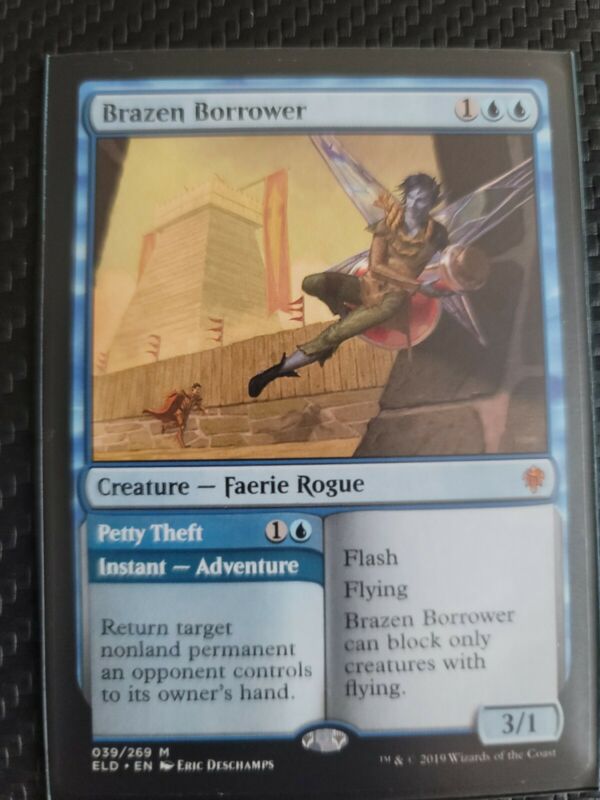 Brazen Borrower 1
Creature — Faerie Rogue
Petty Theft 1
Instant — Adventure
Return target
nonland permanent
an opponent controls
to its owner's hand.
Flash
Flying
Brazen Borrower
can block only
creatures with
flying.
3/1
039/269 M
ELD • EN Eric Deschamps
™ & © 2019 Wizards of the Coast